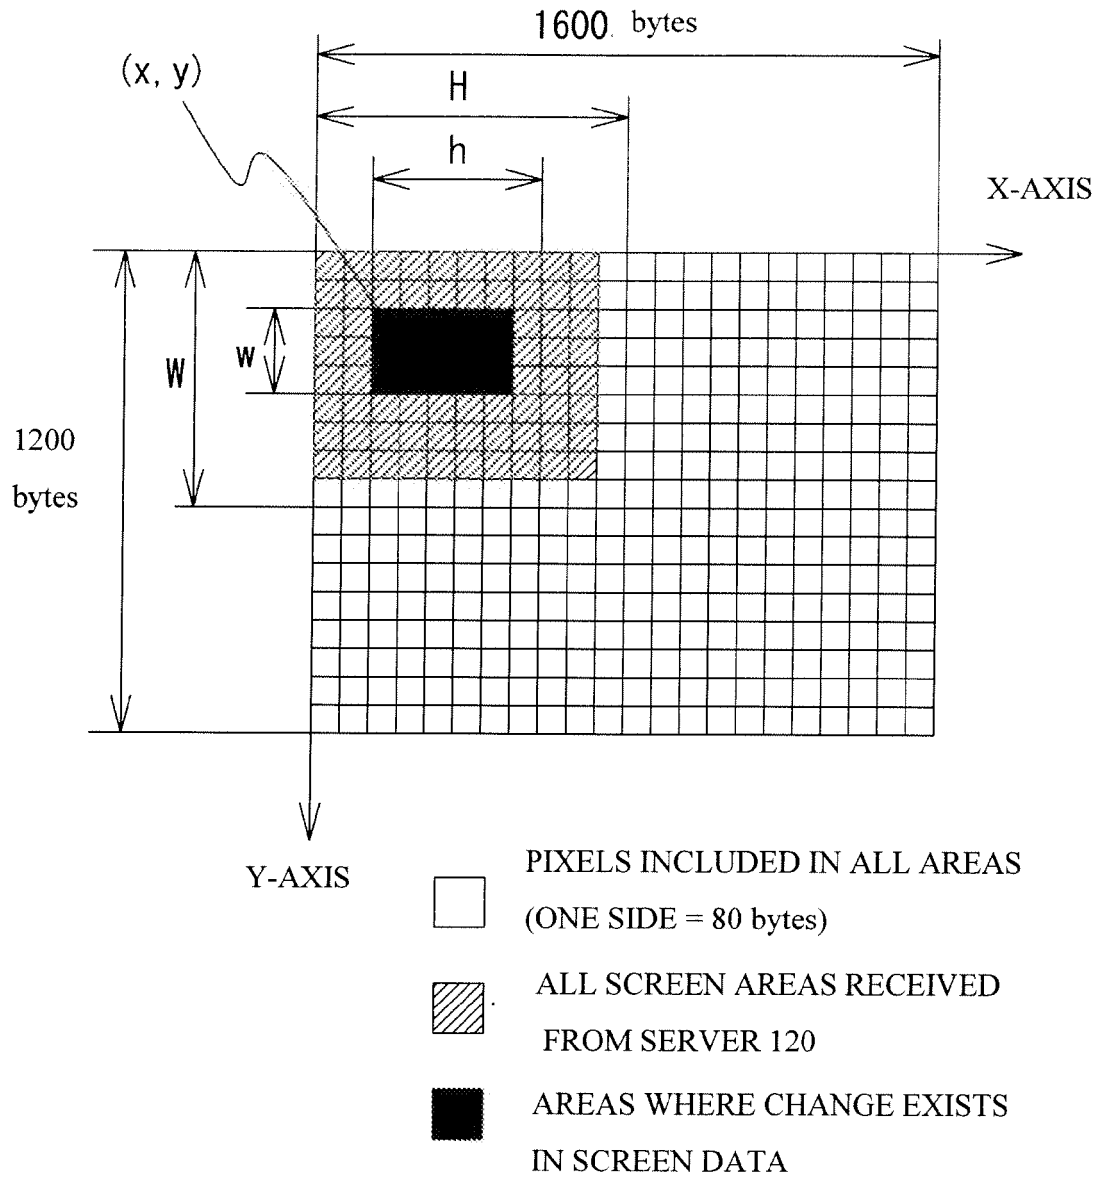 1600 bytes
(x, y)
H
h
X-AXIS
w
W
1200
bytes
Y-AXIS
PIXELS INCLUDED IN ALL AREAS
(ONE SIDE = 80 bytes)
ALL SCREEN AREAS RECEIVED
FROM SERVER 120
AREAS WHERE CHANGE EXISTS
IN SCREEN DATA